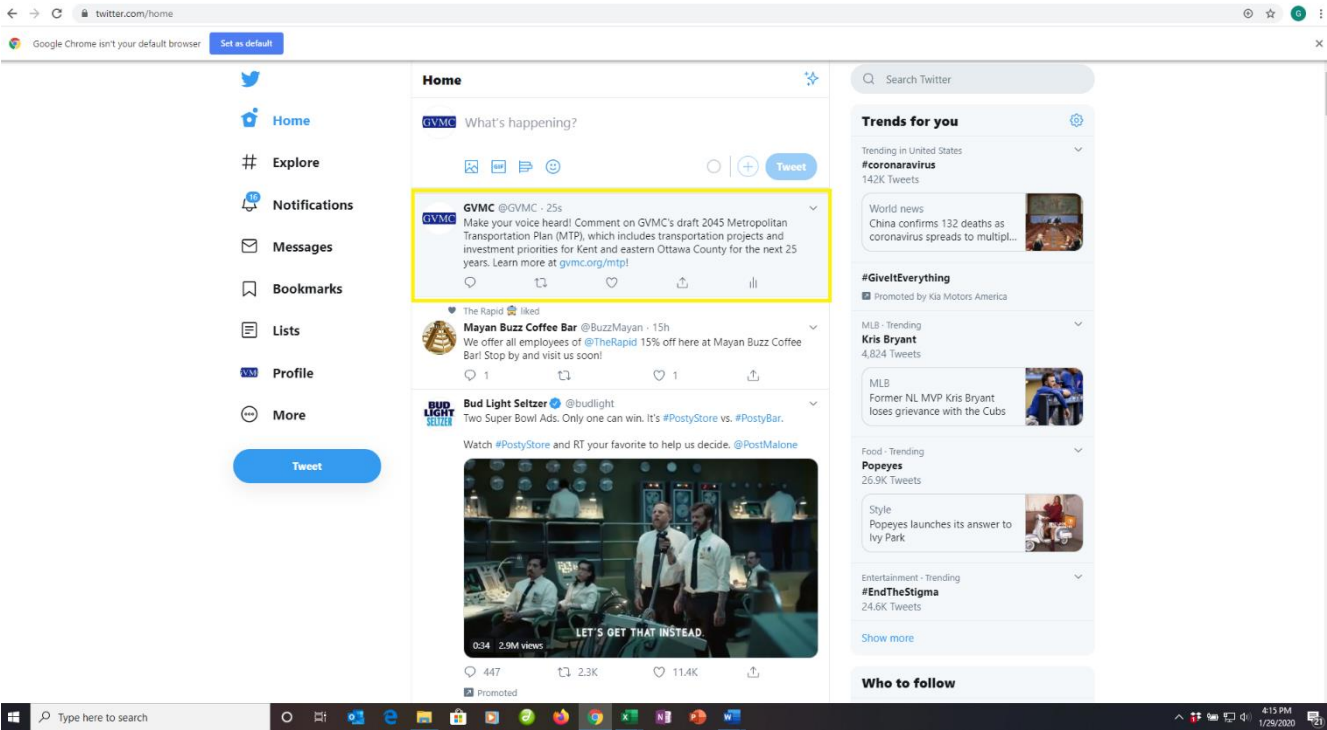 twitter.com/home
G
Google Chrome isn't your default browser
Set as default
Home
Explore
16
Notifications
Messages
Bookmarks
Lists
VM
Profile
More
Tweet
Home
GVMC
What's happening?
GIF
Tweet
GVMC
GVMC @GVMC · 25s
Make your voice heard! Comment on GVMC's draft 2045 Metropolitan
Transportation Plan (MTP), which includes transportation projects and
investment priorities for Kent and eastern Ottawa County for the next 25
years. Learn more at gvmc.org/mtp!
The Rapid 🚊 liked
Mayan Buzz Coffee Bar @BuzzMayan · 15h
We offer all employees of @TheRapid 15% off here at Mayan Buzz Coffee
Bar! Stop by and visit us soon!
1
1
BUD
LIGHT
SELTZER
Bud Light Seltzer @budlight
Two Super Bowl Ads. Only one can win. It's #PostyStore vs. #PostyBar.
Watch #PostyStore and RT your favorite to help us decide. @PostMalone
LET'S GET THAT INSTEAD.
0:34 2.9M views
447
2.3K
11.4K
Promoted
Search Twitter
Trends for you
Trending in United States
#coronaravirus
142K Tweets
World news
China confirms 132 deaths as
coronavirus spreads to multipl...
#GiveItEverything
Promoted by Kia Motors America
MLB · Trending
Kris Bryant
4,824 Tweets
MLB
Former NL MVP Kris Bryant
loses grievance with the Cubs
Food · Trending
Popeyes
26.9K Tweets
Style
Popeyes launches its answer to
Ivy Park
Entertainment · Trending
#EndTheStigma
24.6K Tweets
Show more
Who to follow
Type here to search
4:15 PM
1/29/2020
21